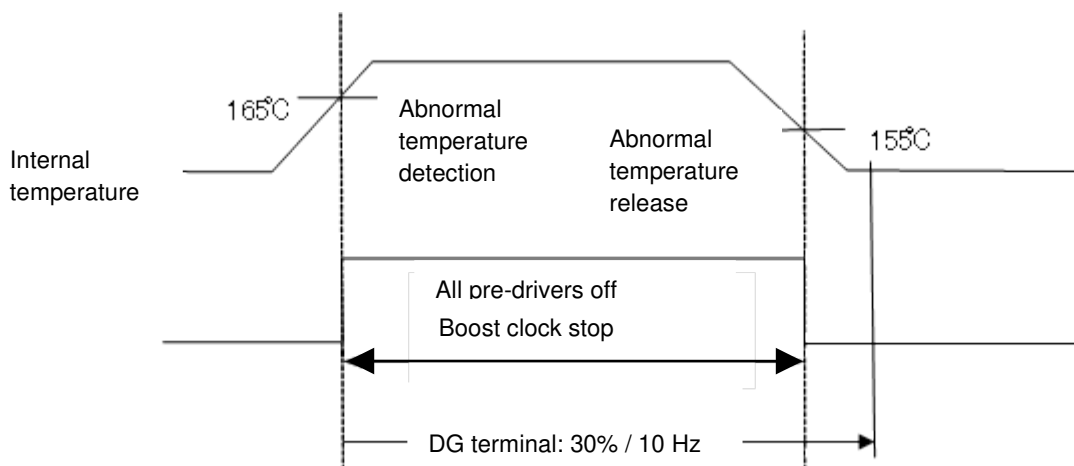 165℃
Abnormal
temperature
detection
Internal
temperature
Abnormal
temperature
release
155℃
All pre-drivers off
Boost clock stop
DG terminal: 30% / 10 Hz